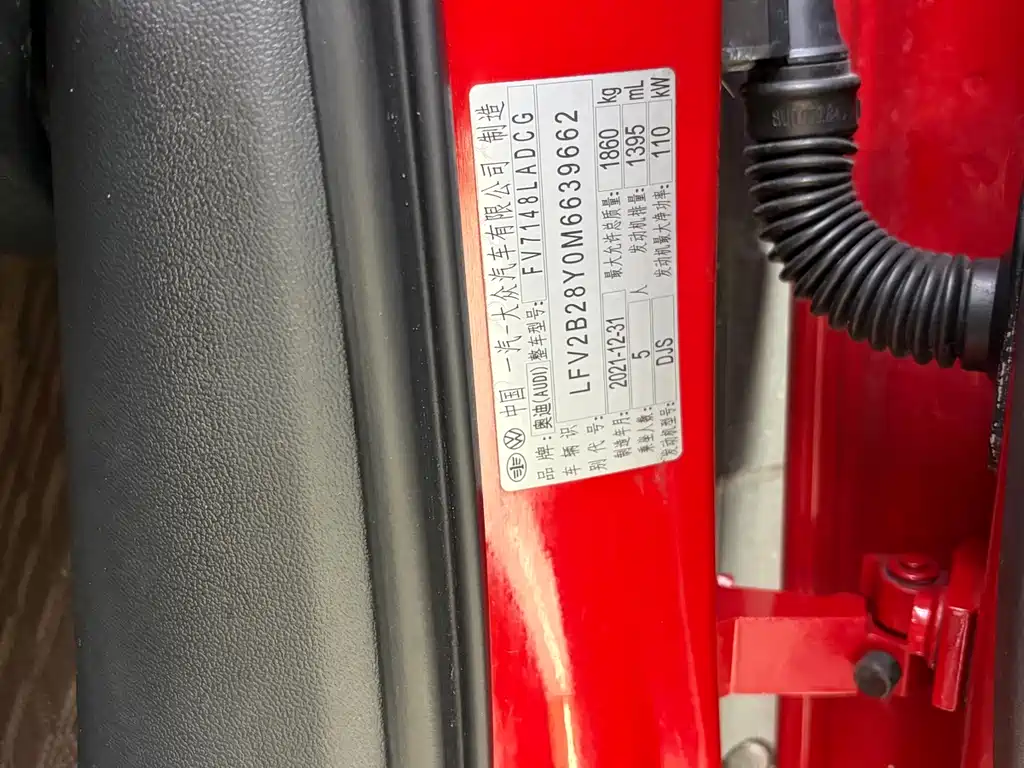 中国 一汽-大众汽车有限公司 制造
品牌: 奥迪(AUDI) 整车型号: FV7148LADCG
车辆识别代号: LFV2B28Y0M6639662
制造年月: 2021-12-31 最大允许总质量: 1860 kg
乘坐人数: 5 人 发动机排量: 1395 mL
发动机型号: DJS 发动机最大净功率: 110 kW